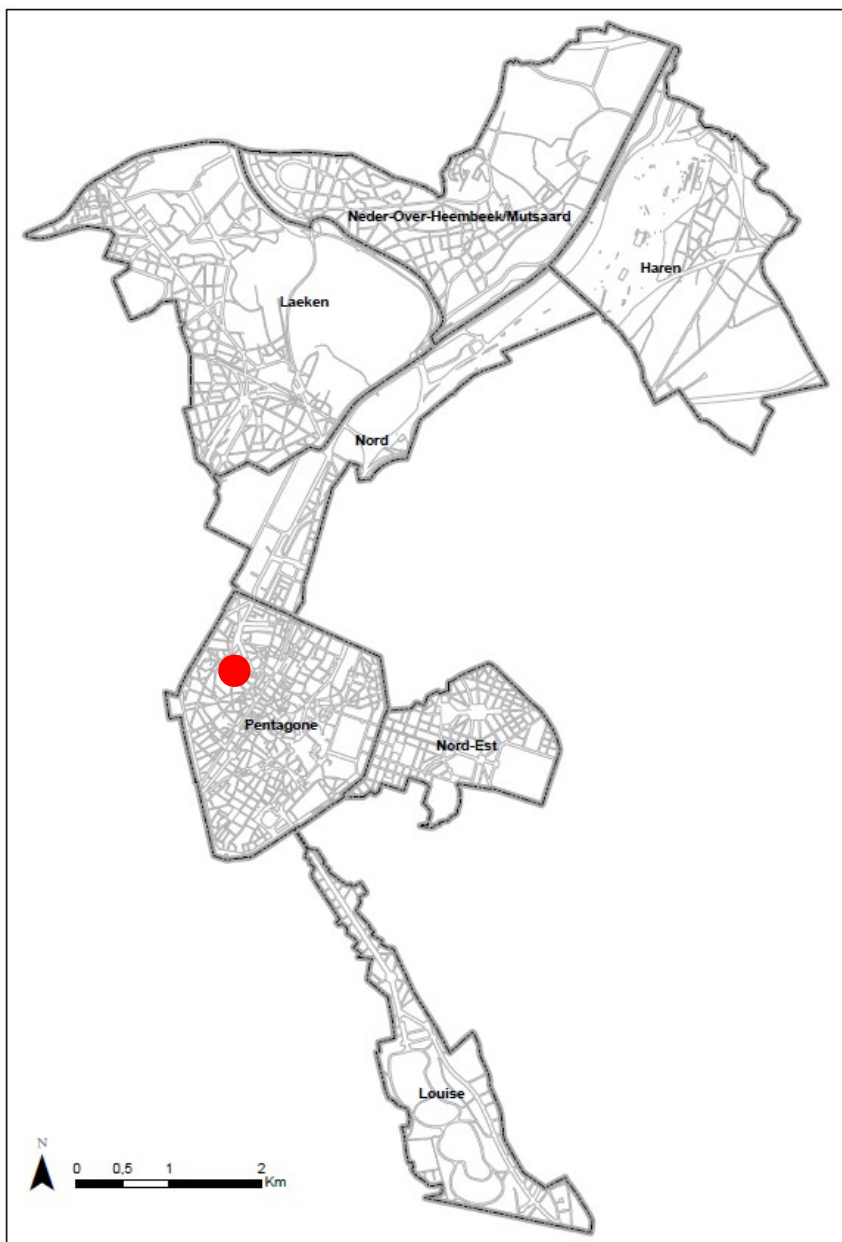 Neder-Over-Heembeek/Mutsaard
Haren
Laeken
Nord
Pentagone
Nord-Est
Louise
N
0 0,5 1 2
Km